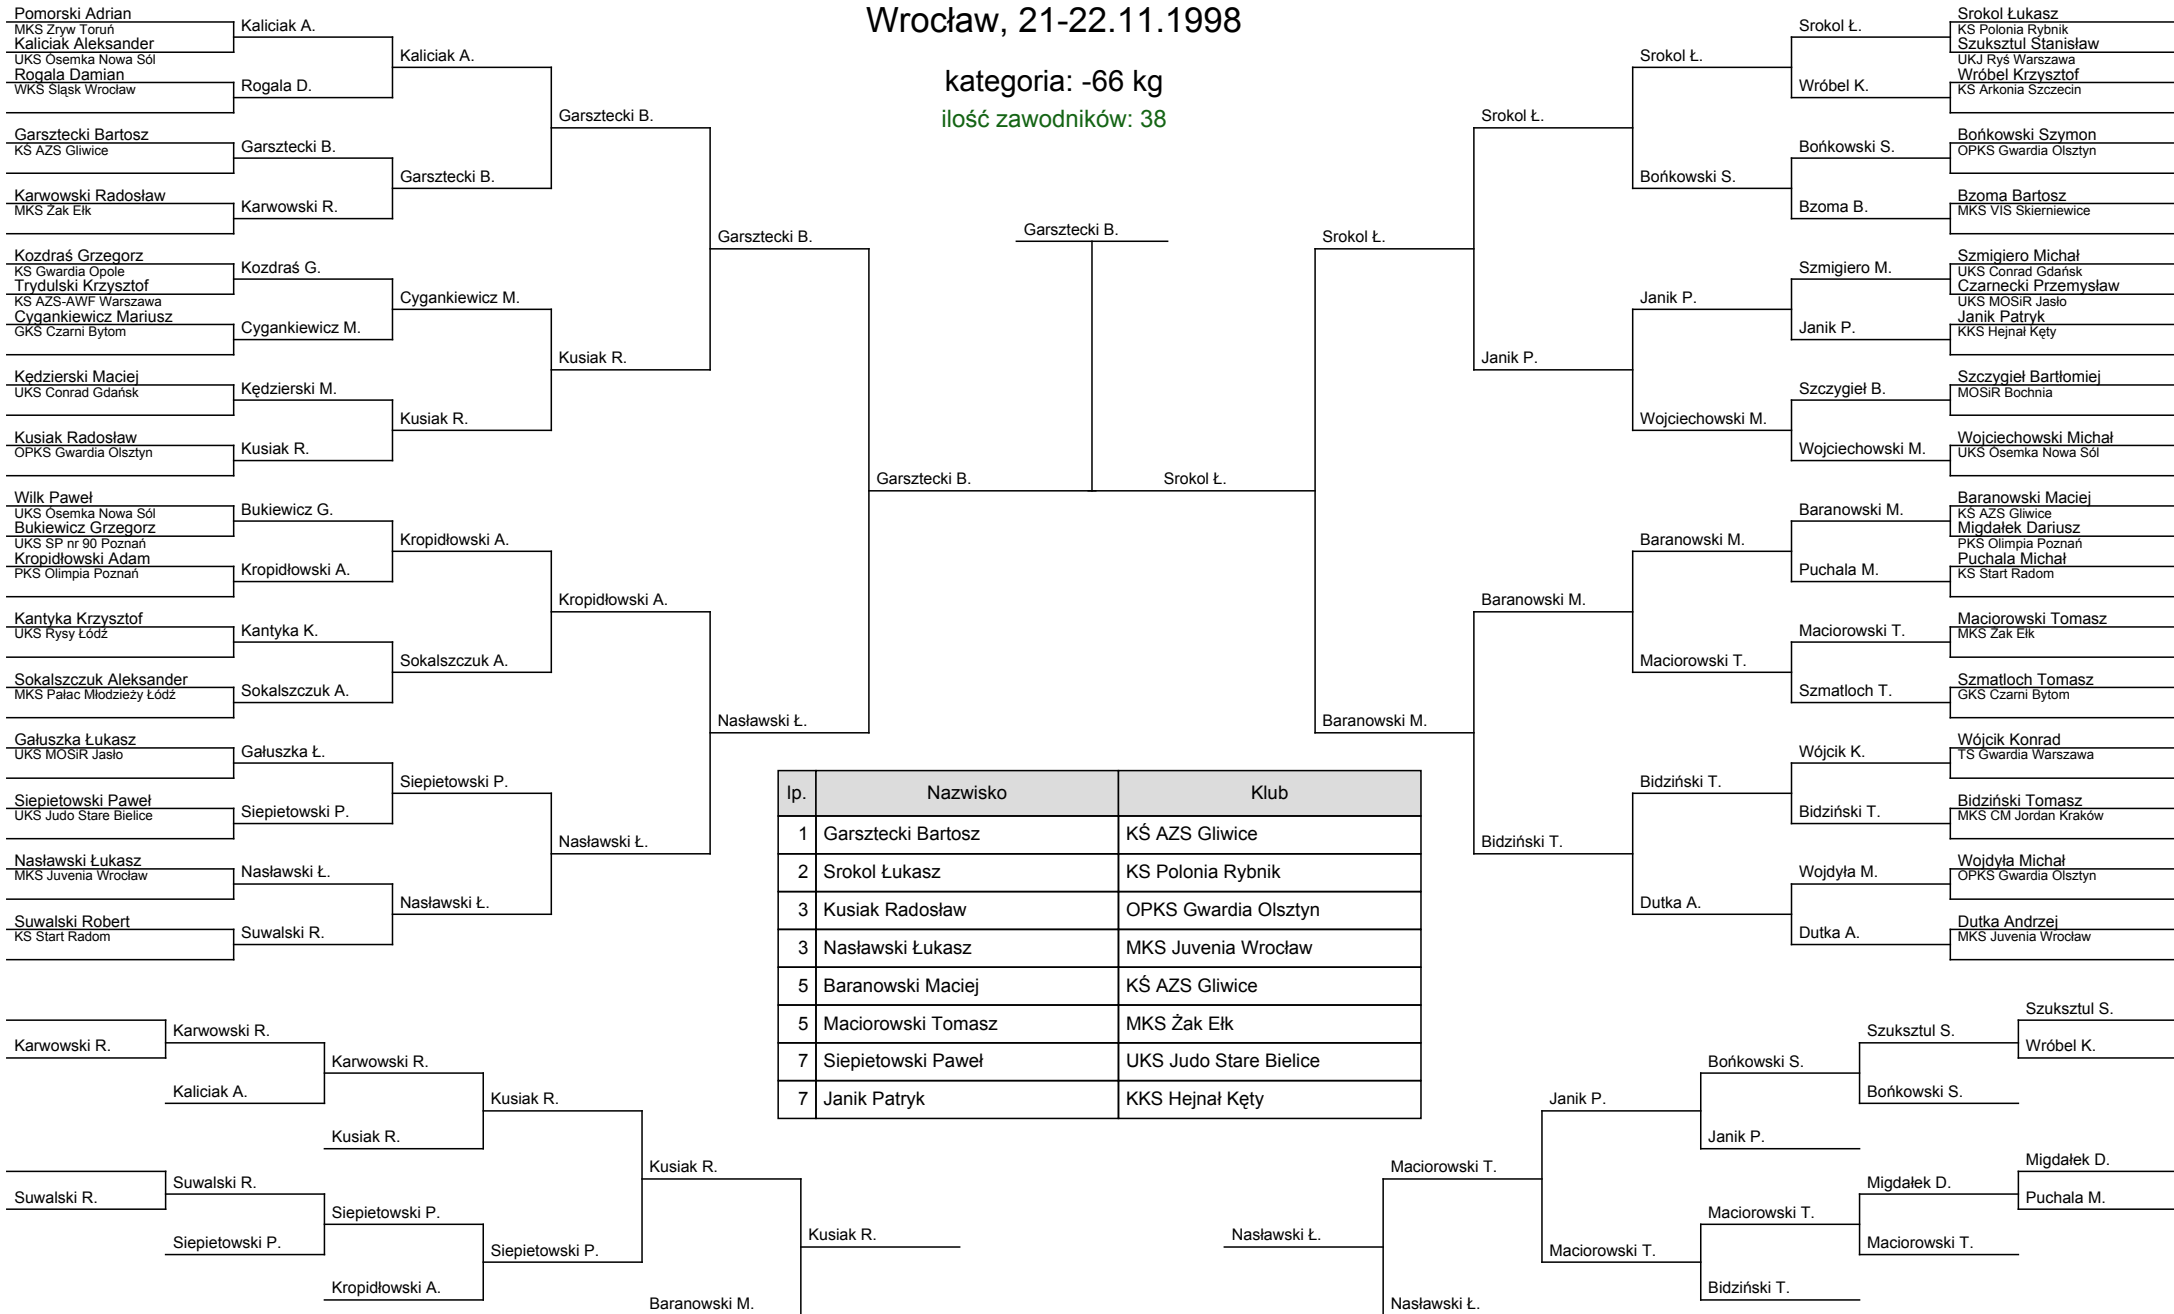 Wrocław, 21-22.11.1998
kategoria: -66 kg
ilość zawodników: 38
Pomorski Adrian
MKS Zryw Toruń
Kaliciak Aleksander
UKS Ósemka Nowa Sól
Rogala Damian
WKS Śląsk Wrocław
Garsztecki Bartosz
KŚ AZS Gliwice
Karwowski Radosław
MKS Żak Ełk
Kozdraś Grzegorz
KS Gwardia Opole
Trydulski Krzysztof
KS AZS-AWF Warszawa
Cygankiewicz Mariusz
GKS Czarni Bytom
Kędzierski Maciej
UKS Conrad Gdańsk
Kusiak Radosław
OPKS Gwardia Olsztyn
Wilk Paweł
UKS Ósemka Nowa Sól
Bukiewicz Grzegorz
UKS SP nr 90 Poznań
Kropidłowski Adam
PKS Olimpia Poznań
Kantyka Krzysztof
UKS Rysy Łódź
Sokalszczuk Aleksander
MKS Pałac Młodzieży Łódź
Gałuszka Łukasz
UKS MOSiR Jasło
Siepietowski Paweł
UKS Judo Stare Bielice
Nasławski Łukasz
MKS Juvenia Wrocław
Suwalski Robert
KS Start Radom
Kaliciak A.
Rogala D.
Garsztecki B.
Karwowski R.
Kozdraś G.
Cygankiewicz M.
Kędzierski M.
Kusiak R.
Bukiewicz G.
Kropidłowski A.
Kantyka K.
Sokalszczuk A.
Gałuszka Ł.
Siepietowski P.
Nasławski Ł.
Suwalski R.
Kaliciak A.
Garsztecki B.
Cygankiewicz M.
Kusiak R.
Kropidłowski A.
Sokalszczuk A.
Siepietowski P.
Nasławski Ł.
Garsztecki B.
Kusiak R.
Kropidłowski A.
Nasławski Ł.
Garsztecki B.
Nasławski Ł.
Garsztecki B.
Garsztecki B.
Srokol Ł.
Srokol Ł.
Baranowski M.
Srokol Ł.
Janik P.
Baranowski M.
Bidziński T.
Srokol Ł.
Bońkowski S.
Janik P.
Wojciechowski M.
Baranowski M.
Maciorowski T.
Bidziński T.
Dutka A.
Srokol Ł.
Wróbel K.
Bońkowski S.
Bzoma B.
Szmigiero M.
Janik P.
Szczygieł B.
Wojciechowski M.
Baranowski M.
Puchala M.
Maciorowski T.
Szmatloch T.
Wójcik K.
Bidziński T.
Wojdyła M.
Dutka A.
Srokol Łukasz
KS Polonia Rybnik
Szuksztul Stanisław
UKJ Ryś Warszawa
Wróbel Krzysztof
KS Arkonia Szczecin
Bońkowski Szymon
OPKS Gwardia Olsztyn
Bzoma Bartosz
MKS VIS Skierniewice
Szmigiero Michał
UKS Conrad Gdańsk
Czarnecki Przemysław
UKS MOSiR Jasło
Janik Patryk
KKS Hejnał Kęty
Szczygieł Bartłomiej
MOSiR Bochnia
Wojciechowski Michał
UKS Ósemka Nowa Sól
Baranowski Maciej
KŚ AZS Gliwice
Migdałek Dariusz
PKS Olimpia Poznań
Puchala Michał
KS Start Radom
Maciorowski Tomasz
MKS Żak Ełk
Szmatloch Tomasz
GKS Czarni Bytom
Wójcik Konrad
TS Gwardia Warszawa
Bidziński Tomasz
MKS CM Jordan Kraków
Wojdyła Michał
OPKS Gwardia Olsztyn
Dutka Andrzej
MKS Juvenia Wrocław
lp. Nazwisko Klub
1 Garsztecki Bartosz KŚ AZS Gliwice
2 Srokol Łukasz KS Polonia Rybnik
3 Kusiak Radosław OPKS Gwardia Olsztyn
3 Nasławski Łukasz MKS Juvenia Wrocław
5 Baranowski Maciej KŚ AZS Gliwice
5 Maciorowski Tomasz MKS Żak Ełk
7 Siepietowski Paweł UKS Judo Stare Bielice
7 Janik Patryk KKS Hejnał Kęty
Karwowski R.
Suwalski R.
Karwowski R.
Kaliciak A.
Suwalski R.
Siepietowski P.
Karwowski R.
Kusiak R.
Siepietowski P.
Kropidłowski A.
Kusiak R.
Siepietowski P.
Kusiak R.
Baranowski M.
Kusiak R.
Nasławski Ł.
Maciorowski T.
Nasławski Ł.
Janik P.
Maciorowski T.
Bońkowski S.
Janik P.
Maciorowski T.
Bidziński T.
Szuksztul S.
Bońkowski S.
Migdałek D.
Maciorowski T.
Szuksztul S.
Wróbel K.
Migdałek D.
Puchala M.